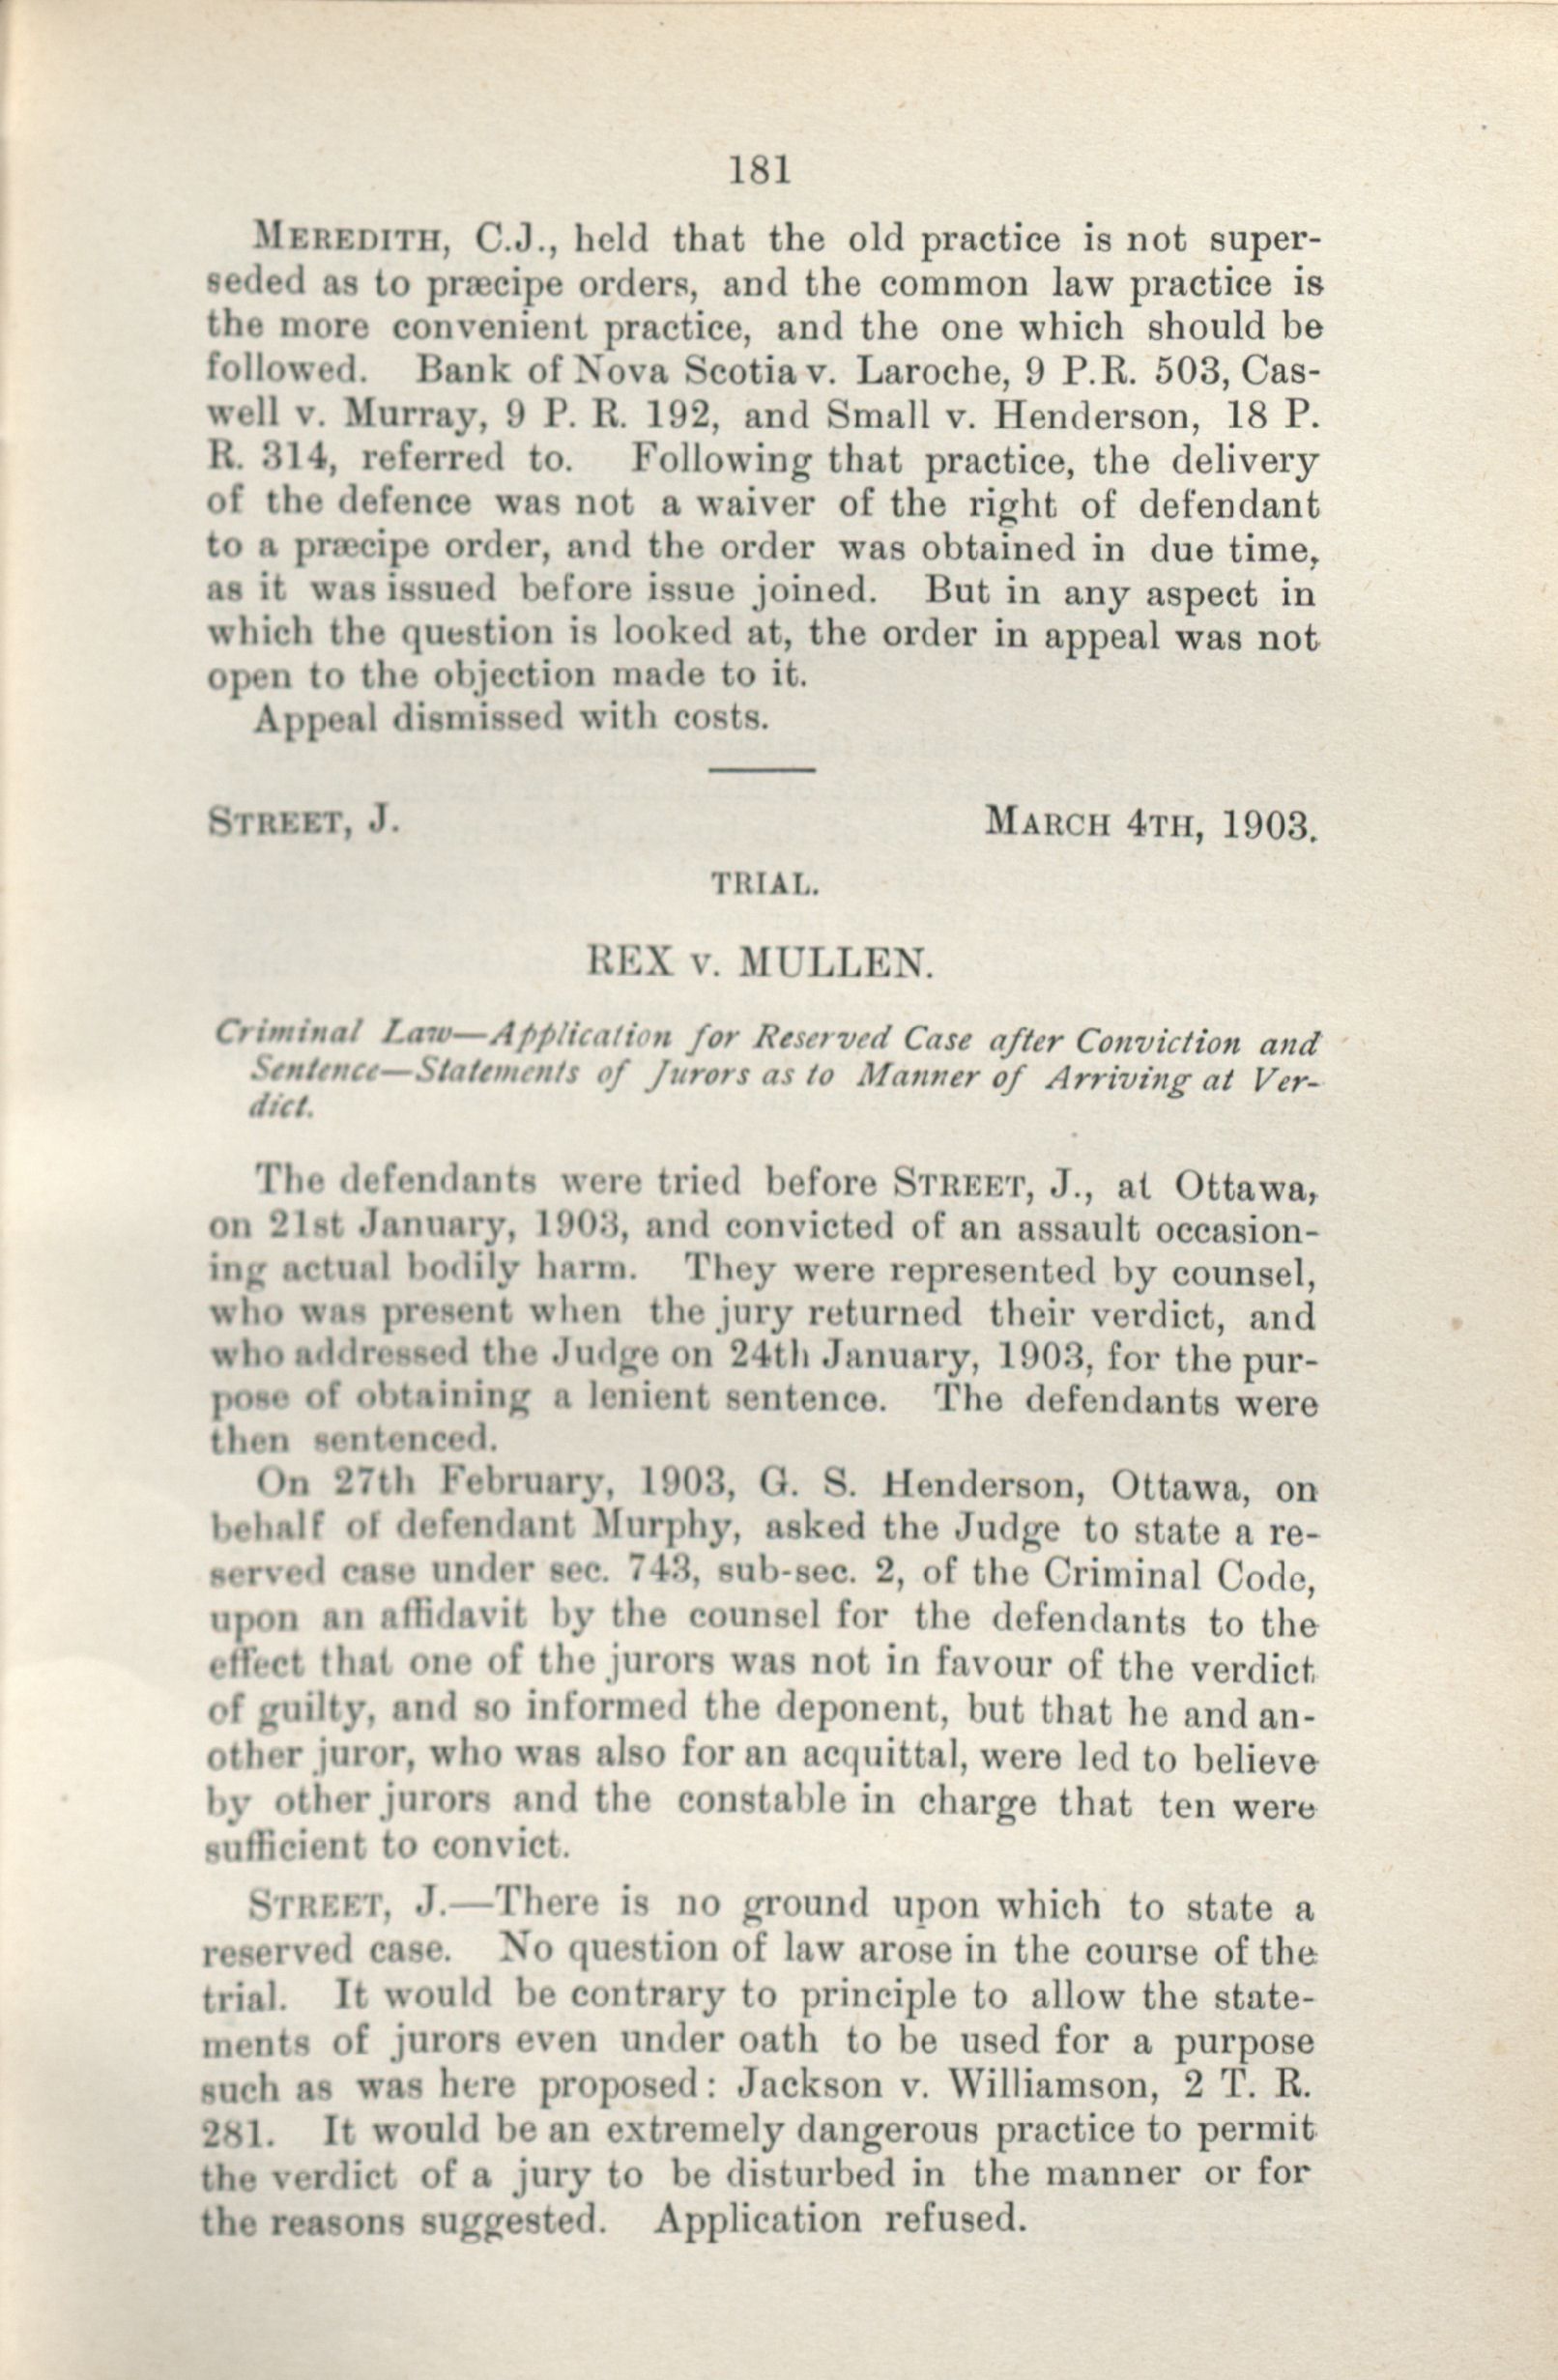 181
MEREDITH, C.J., held that the old practice is not super-
seded as to præcipe orders, and the common law practice is
the more convenient practice, and the one which should be
followed. Bank of Nova Scotia v. Laroche, 9 P.R. 503, Cas-
well v. Murray, 9 P. R. 192, and Small v. Henderson, 18 P.
R. 314, referred to. Following that practice, the delivery
of the defence was not a waiver of the right of defendant
to a præcipe order, and the order was obtained in due time,
as it was issued before issue joined. But in any aspect in
which the question is looked at, the order in appeal was not
open to the objection made to it.
Appeal dismissed with costs.
STREET, J. MARCH 4TH, 1903.
TRIAL.
REX v. MULLEN.
Criminal Law—Application for Reserved Case after Conviction and
Sentence—Statements of Jurors as to Manner of Arriving at Ver-
dict.
The defendants were tried before STREET, J., at Ottawa,
on 21st January, 1903, and convicted of an assault occasion-
ing actual bodily harm. They were represented by counsel,
who was present when the jury returned their verdict, and
who addressed the Judge on 24th January, 1903, for the pur-
pose of obtaining a lenient sentence. The defendants were
then sentenced.
On 27th February, 1903, G. S. Henderson, Ottawa, on
behalf of defendant Murphy, asked the Judge to state a re-
served case under sec. 743, sub-sec. 2, of the Criminal Code,
upon an affidavit by the counsel for the defendants to the
effect that one of the jurors was not in favour of the verdict
of guilty, and so informed the deponent, but that he and an-
other juror, who was also for an acquittal, were led to believe
by other jurors and the constable in charge that ten were
sufficient to convict.
STREET, J.—There is no ground upon which to state a
reserved case. No question of law arose in the course of the
trial. It would be contrary to principle to allow the state-
ments of jurors even under oath to be used for a purpose
such as was here proposed: Jackson v. Williamson, 2 T. R.
281. It would be an extremely dangerous practice to permit
the verdict of a jury to be disturbed in the manner or for
the reasons suggested. Application refused.